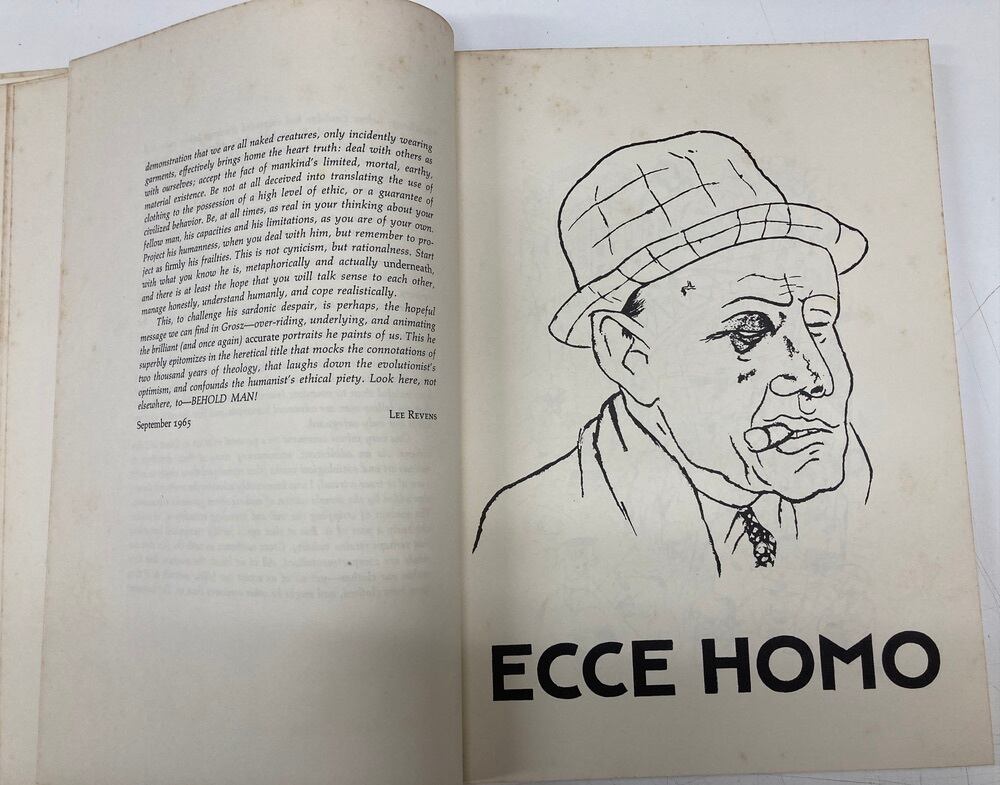 demonstration that we are all naked creatures, only incidently wearing
garments, effectively brings home the heart truth: deal with others as
with ourselves; accept the fact of mankind's limited, mortal, earthy,
material existence. Be not at all deceived into translating the use of
clothing to the possession of a high level of ethic, or a guarantee of
civilized behavior. Be, at all times, as real in your thinking about your
fellow man, his capacities and his limitations, as you are of your own.
Project his humanness, when you deal with him, but remember to pro-
ject as firmly his frailties. This is not cynicism, but rationalness. Start
with what you know he is, metaphorically and actually underneath,
and there is at least the hope that you will talk sense to each other,
manage honestly, understand humanly, and cope realistically.
This, to challenge his sardonic despair, is perhaps, the hopeful
message we can find in Grosz—over-riding, underlying, and animating
the brilliant (and once again) accurate portraits he paints of us. This he
superbly epitomizes in the heretical title that mocks the connotations of
two thousand years of theology, that laughs down the evolutionist's
optimism, and confounds the humanist's ethical piety. Look here, not
elsewhere, to—BEHOLD MAN!
September 1965 LEE REVENS
ECCE HOMO